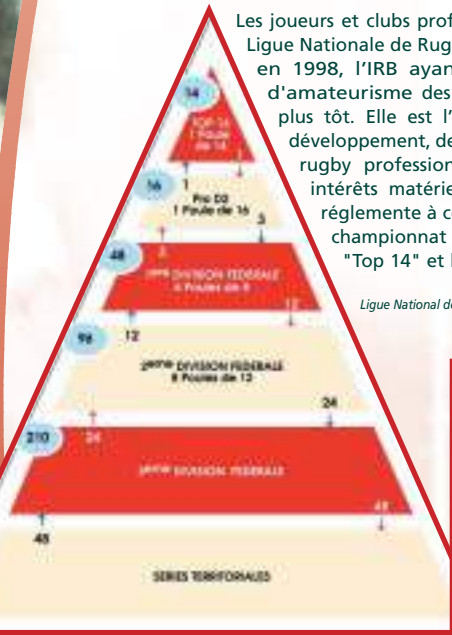 Les joueurs et clubs prof
Ligue Nationale de Rug
en 1998, l'IRB ayan
d'amateurisme des
plus tôt. Elle est l'
développement, de
rugby profession
intérêts matérie
réglemente à c
championnat
"Top 14" et l
Ligue National de
14
TOP 14
1 Poule
de 14
1
16
Pro D2
1 Poule de 16
3
48
DIVISION FEDERALE
Poules de
12
96
12
2ème DIVISION FEDERALE
8 Poules de 12
24
210
24
DIVISION FEDERALE
48
48
SERIES TERRITORIALES